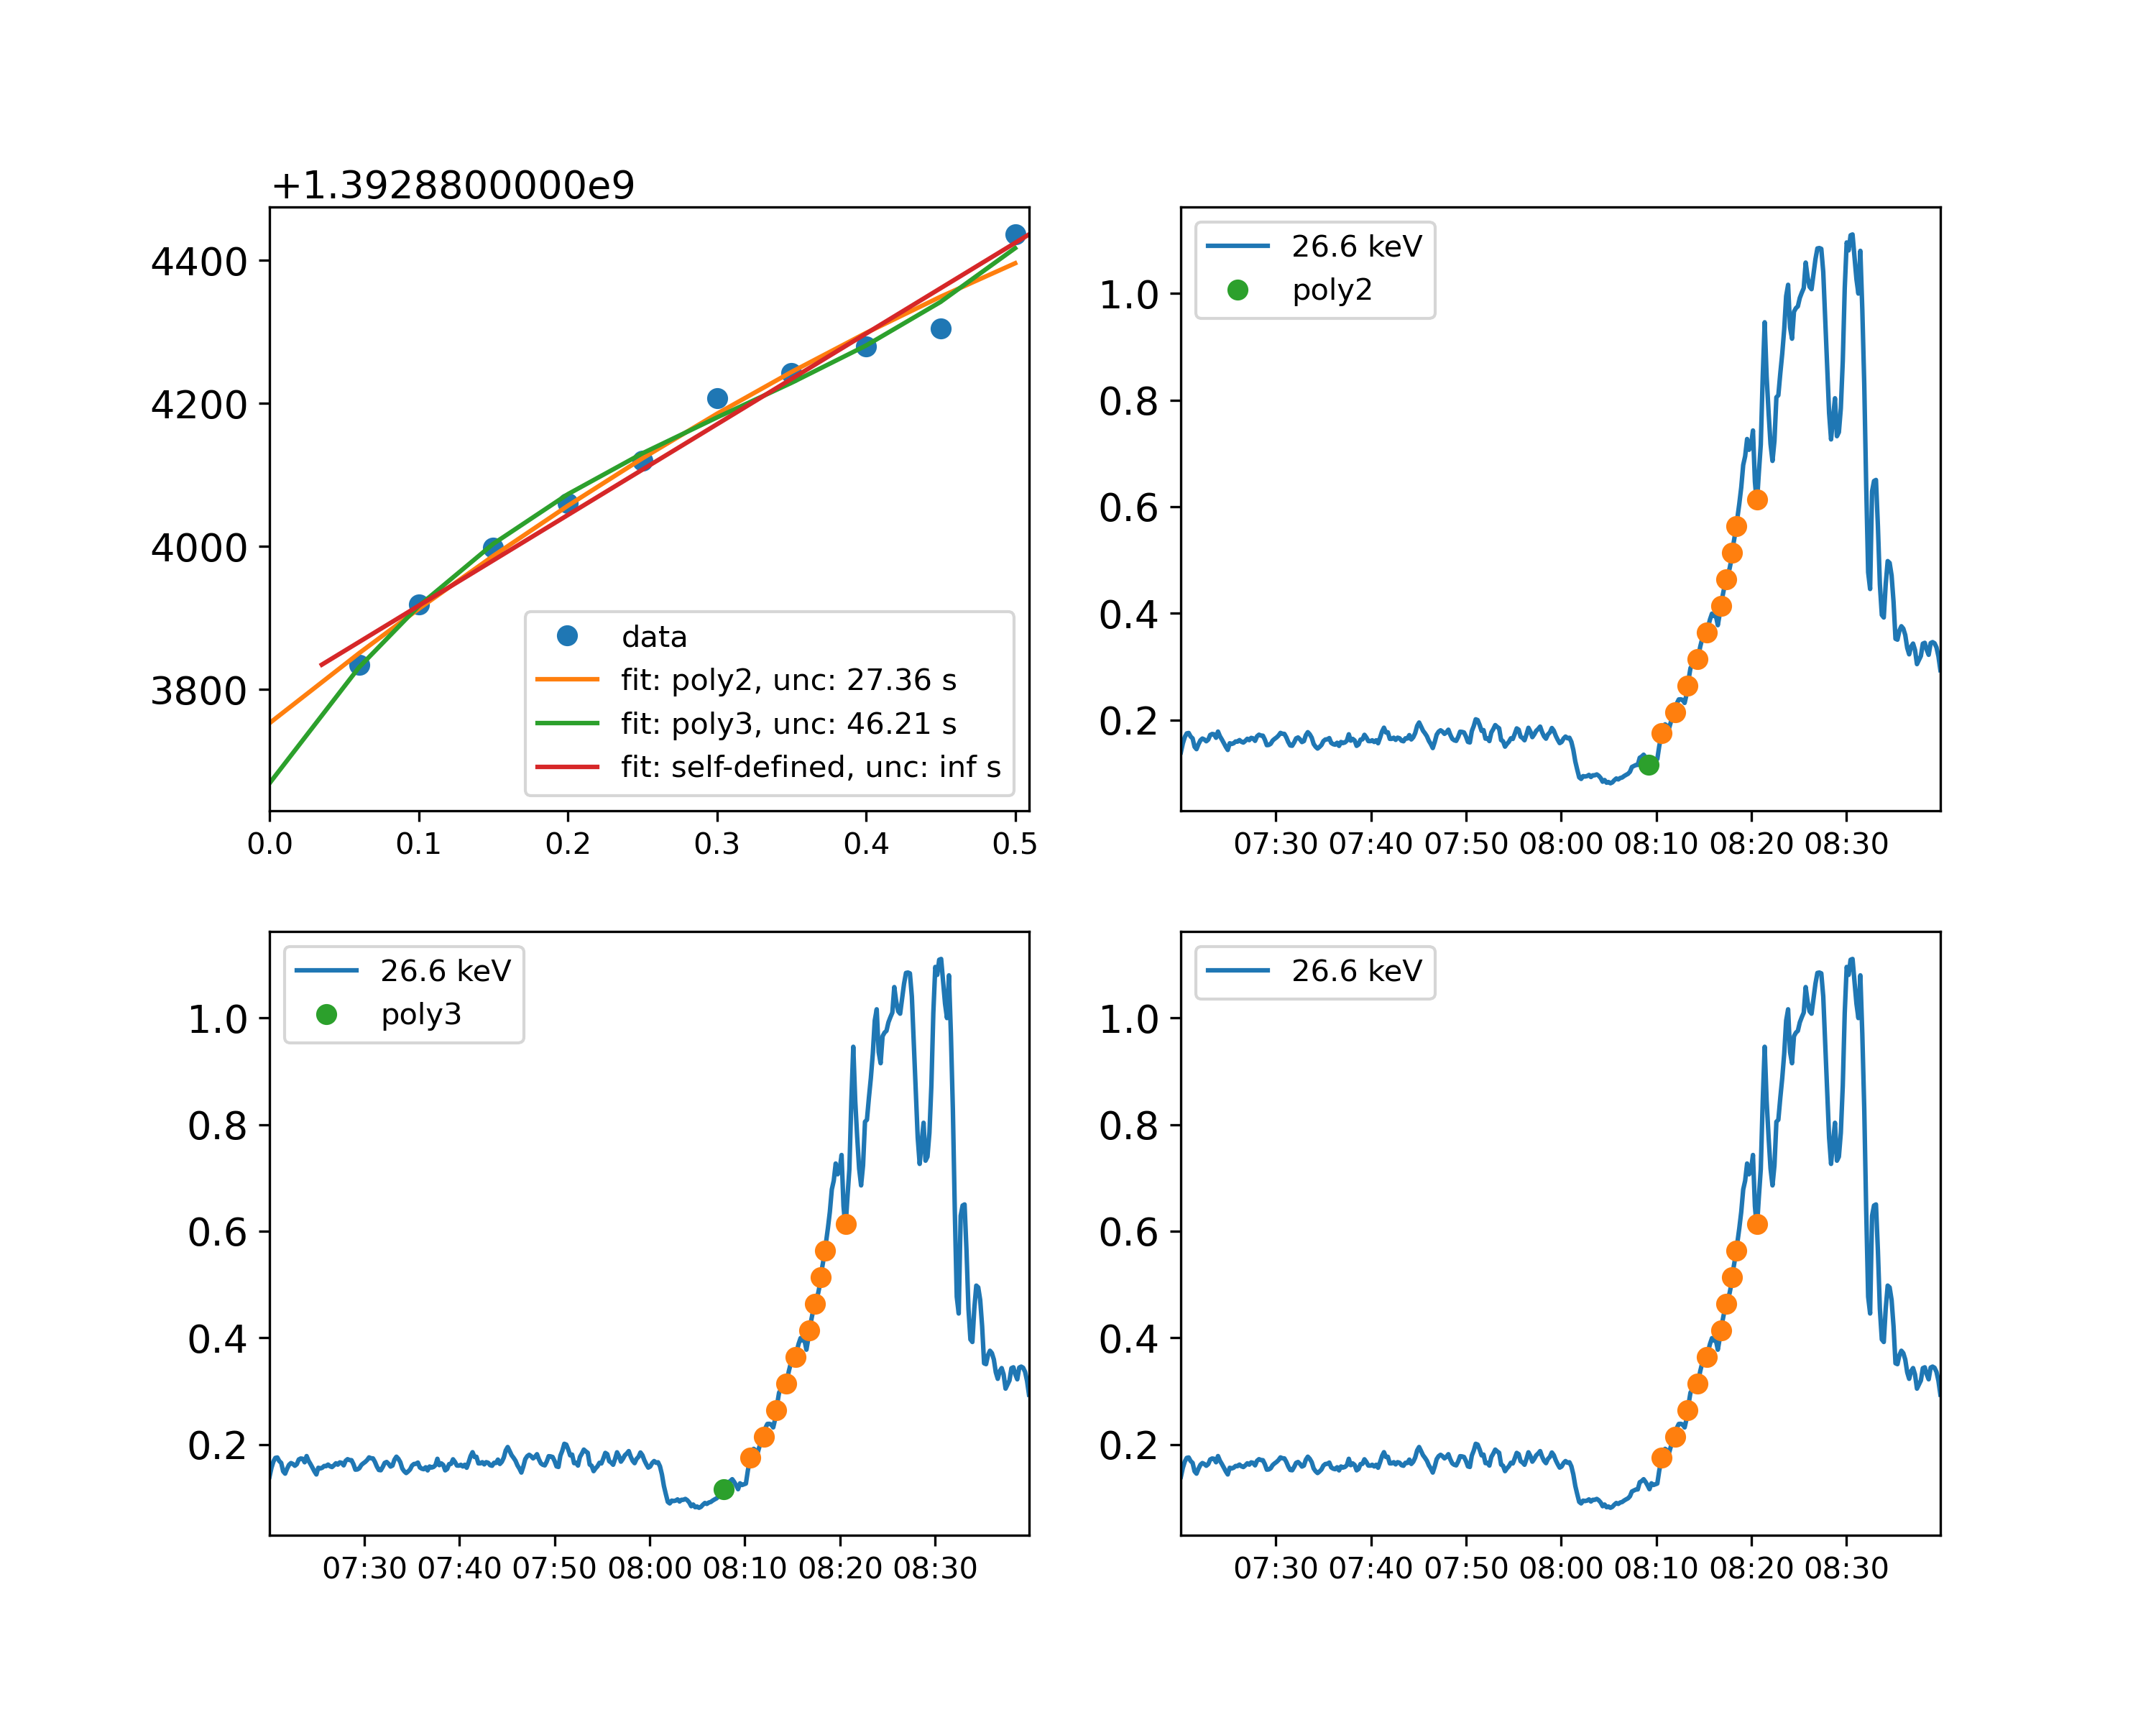 +1.3928800000e9
4400
4200
4000
3800
0.0 0.1 0.2 0.3 0.4 0.5
data
fit: poly2, unc: 27.36 s
fit: poly3, unc: 46.21 s
fit: self-defined, unc: inf s
26.6 keV
poly2
1.0
0.8
0.6
0.4
0.2
07:30 07:40 07:50 08:00 08:10 08:20 08:30
26.6 keV
poly3
1.0
0.8
0.6
0.4
0.2
07:30 07:40 07:50 08:00 08:10 08:20 08:30
26.6 keV
1.0
0.8
0.6
0.4
0.2
07:30 07:40 07:50 08:00 08:10 08:20 08:30